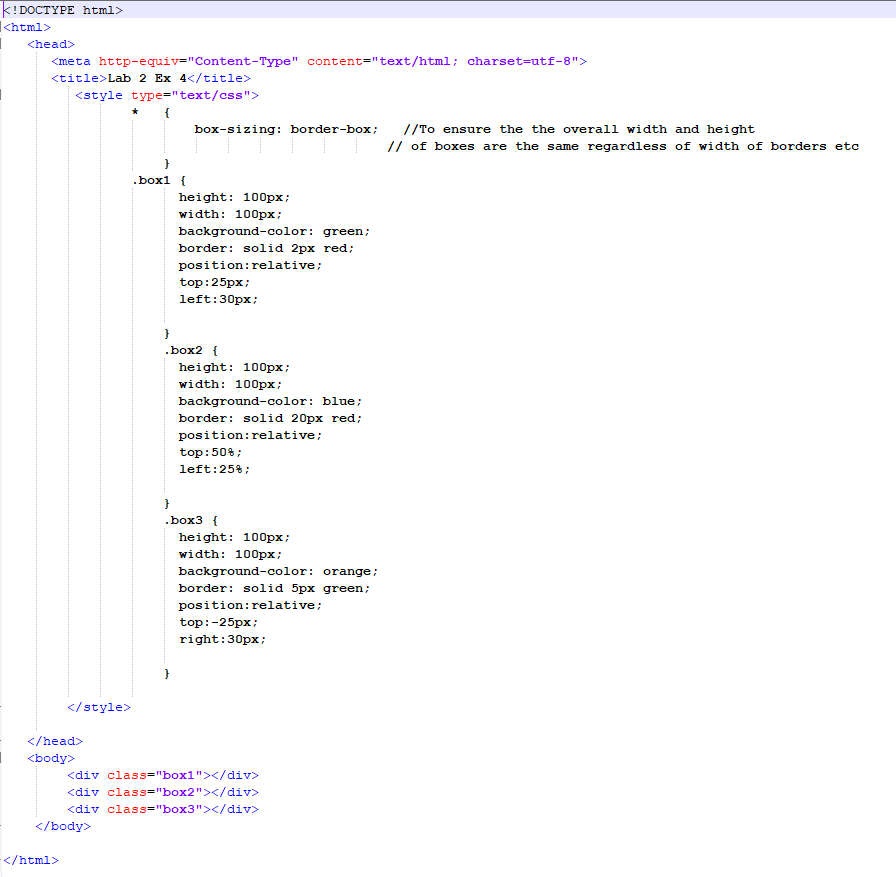 <!DOCTYPE html>
<html>
<head>
<meta http-equiv="Content-Type" content="text/html; charset=utf-8">
<title>Lab 2 Ex 4</title>
<style type="text/css">
* {
box-sizing: border-box; //To ensure the the overall width and height
// of boxes are the same regardless of width of borders etc
}
.box1 {
height: 100px;
width: 100px;
background-color: green;
border: solid 2px red;
position:relative;
top:25px;
left:30px;
}
.box2 {
height: 100px;
width: 100px;
background-color: blue;
border: solid 20px red;
position:relative;
top:50%;
left:25%;
}
.box3 {
height: 100px;
width: 100px;
background-color: orange;
border: solid 5px green;
position:relative;
top:-25px;
right:30px;
}
</style>
</head>
<body>
<div class="box1"></div>
<div class="box2"></div>
<div class="box3"></div>
</body>
</html>